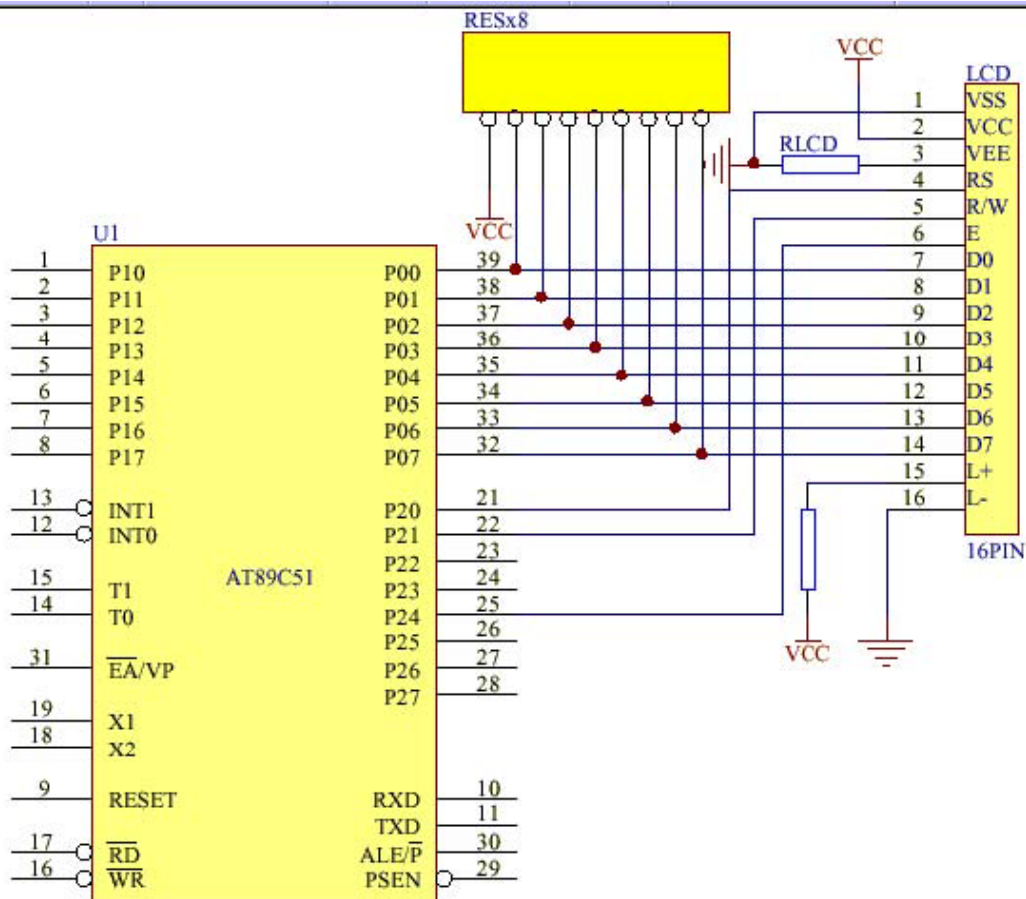 RESx8
VCC
LCD
1 VSS
2 VCC
RLCD 3 VEE
4 RS
5 R/W
VCC
6 E
U1
1 P10 P00 39 7 D0
2 P11 P01 38 8 D1
3 P12 P02 37 9 D2
4 P13 P03 36 10 D3
5 P14 P04 35 11 D4
6 P15 P05 34 12 D5
7 P16 P06 33 13 D6
8 P17 P07 32 14 D7
15 L+
16 L-
13 INT1 P20 21
12 INT0 P21 22
16PIN
P22 23
AT89C51
15 T1 P23 24
14 T0 P24 25
P25 26
VCC
31 EA/VP P26 27
P27 28
19 X1
18 X2
9 RESET RXD 10
TXD 11
17 RD ALE/P 30
16 WR PSEN 29